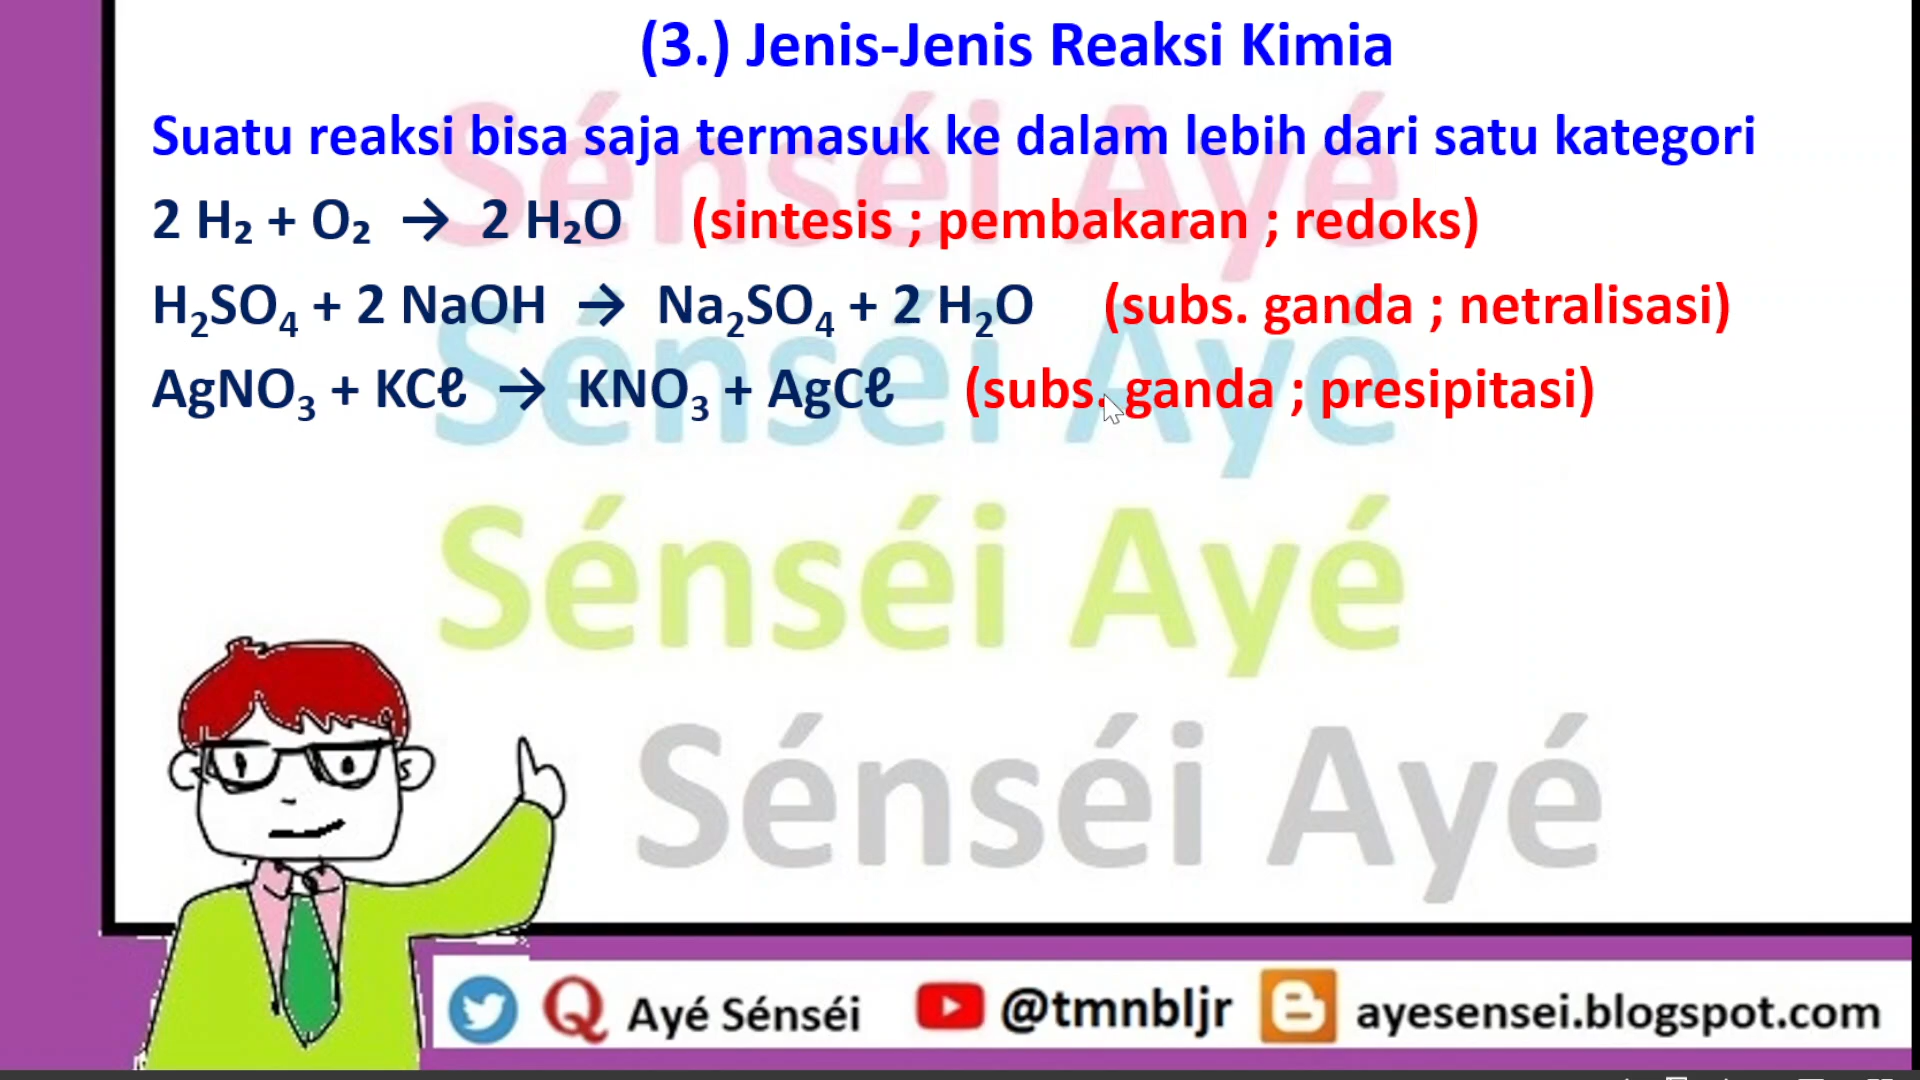 (3.) Jenis-Jenis Reaksi Kimia
Suatu reaksi bisa saja termasuk ke dalam lebih dari satu kategori
2 H₂ + O₂ → 2 H₂O (sintesis ; pembakaran ; redoks)
H₂SO₄ + 2 NaOH → Na₂SO₄ + 2 H₂O (subs. ganda ; netralisasi)
AgNO₃ + KCℓ → KNO₃ + AgCℓ (subs. ganda ; presipitasi)
Sénséi Ayé
Sénséi Ayé
Sénséi Ayé
Sénséi Ayé
Ayé Sénséi @tmnbljr ayesensei.blogspot.com